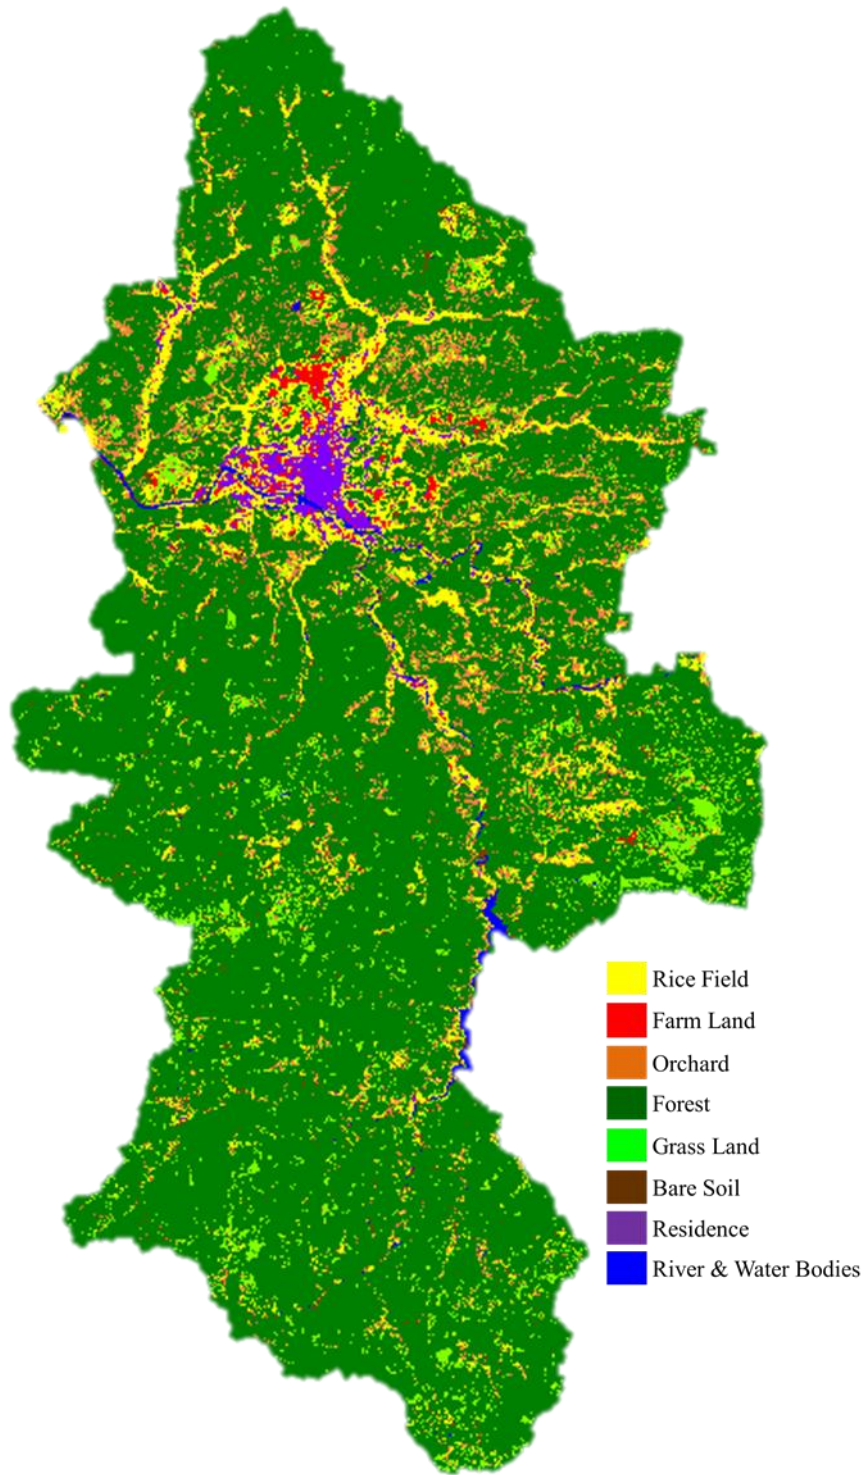 Rice Field
Farm Land
Orchard
Forest
Grass Land
Bare Soil
Residence
River & Water Bodies